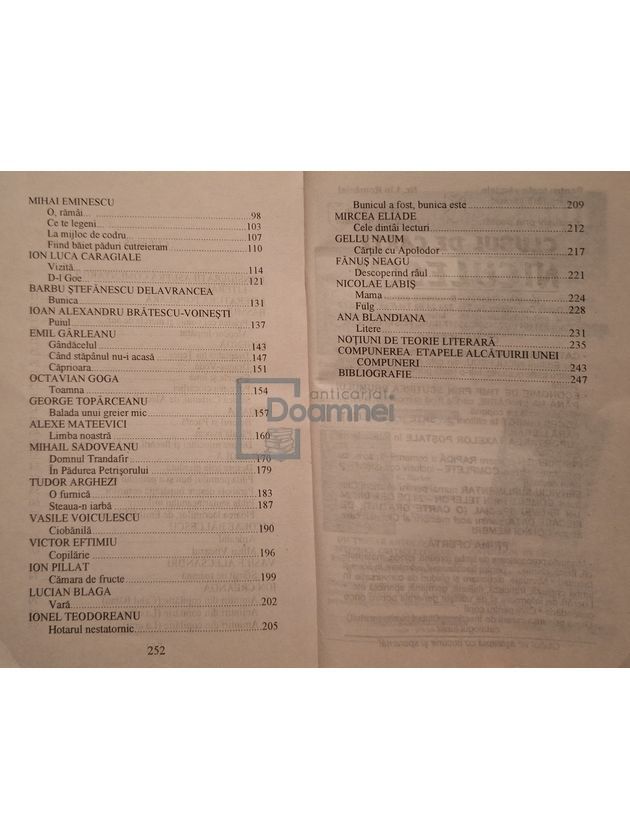 MIHAI EMINESCU
O, rămâi... 98
Ce te legeni 103
La mijloc de codru 107
Fiind băiet păduri cutreieram 110
ION LUCA CARAGIALE
Vizită 114
D-l Goe 121
BARBU ŞTEFĂNESCU DELAVRANCEA
Bunica 131
IOAN ALEXANDRU BRĂTESCU-VOINEŞTI
Puiul 137
EMIL GÂRLEANU
Gândăcelul 143
Când stăpânul nu-i acasă 147
Căprioara 151
OCTAVIAN GOGA
Toamna 154
GEORGE TOPÂRCEANU
Balada unui greier mic 157
ALEXE MATEEVICI
Limba noastră 160
MIHAIL SADOVEANU
Domnul Trandafir 170
În Pădurea Petrişorului 179
TUDOR ARGHEZI
O furnică 183
Steaua-n iarbă 187
VASILE VOICULESCU
Ciobănilă 190
VICTOR EFTIMIU
Copilărie 196
ION PILLAT
Cămara de fructe 199
LUCIAN BLAGA
Vară 202
IONEL TEODOREANU
Hotarul nestatornic 205
252
Bunicul a fost, bunica este 209
MIRCEA ELIADE
Cele dintâi lecturi 212
GELLU NAUM
Cărţile cu Apolodor 217
FĂNUŞ NEAGU
Descoperind râul 221
NICOLAE LABIŞ
Mama 224
Fulg 228
ANA BLANDIANA
Litere 231
NOŢIUNI DE TEORIE LITERARĂ 235
COMPUNEREA ETAPELE ALCĂTUIRII UNEI
COMPUNERI 243
BIBLIOGRAFIE 247
anticariat
Doamnei